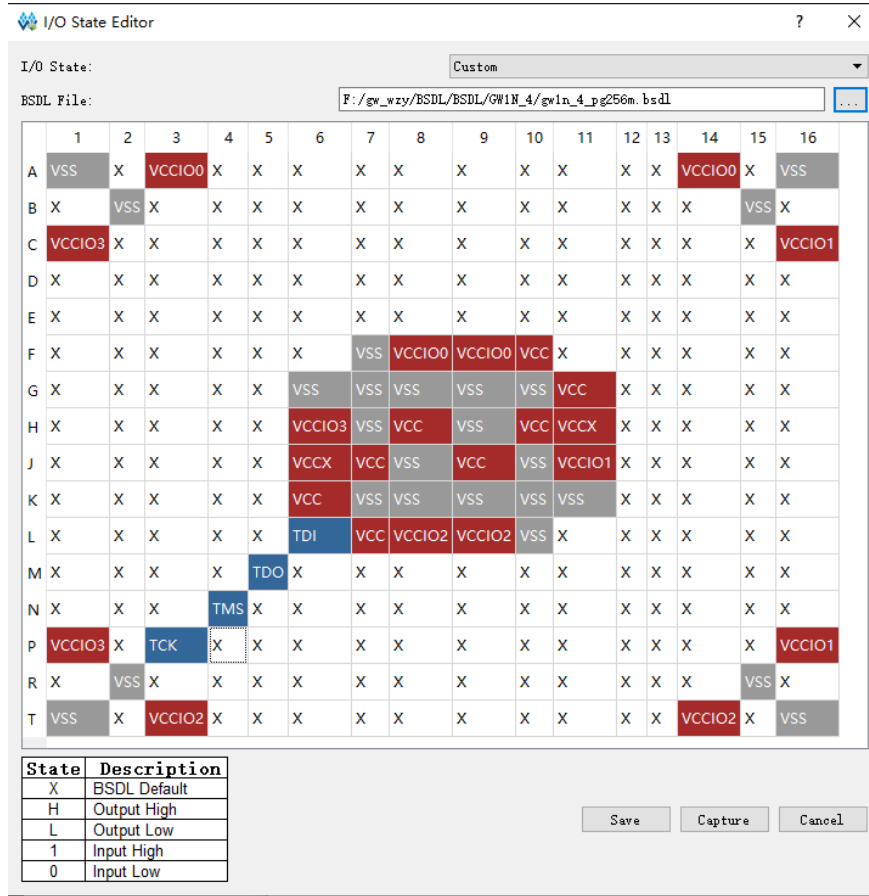 I/O State Editor ? ×
I/O State: Custom
BSDL File: F:/gw_wzy/BSDL/BSDL/GW1N_4/gw1n_4_pg256m.bsdl ...
1 2 3 4 5 6 7 8 9 10 11 12 13 14 15 16
A VSS X VCCIO0 X X X X X X X X X X VCCIO0 X VSS
B X VSS X X X X X X X X X X X X VSS X
C VCCIO3 X X X X X X X X X X X X X X VCCIO1
D X X X X X X X X X X X X X X X X
E X X X X X X X X X X X X X X X X
F X X X X X X VSS VCCIO0 VCCIO0 VCC X X X X X X
G X X X X X VSS VSS VSS VSS VSS VCC X X X X X
H X X X X X VCCIO3 VSS VCC VSS VCC VCCX X X X X X
J X X X X X VCCX VCC VSS VCC VSS VCCIO1 X X X X X
K X X X X X VCC VSS VSS VSS VSS VSS X X X X X
L X X X X X TDI VCC VCCIO2 VCCIO2 VSS X X X X X X
M X X X X TDO X X X X X X X X X X X
N X X X TMS X X X X X X X X X X X X
P VCCIO3 X TCK X X X X X X X X X X X X VCCIO1
R X VSS X X X X X X X X X X X X VSS X
T VSS X VCCIO2 X X X X X X X X X X VCCIO2 X VSS
State Description
X BSDL Default
H Output High
L Output Low
1 Input High
0 Input Low
Save Capture Cancel